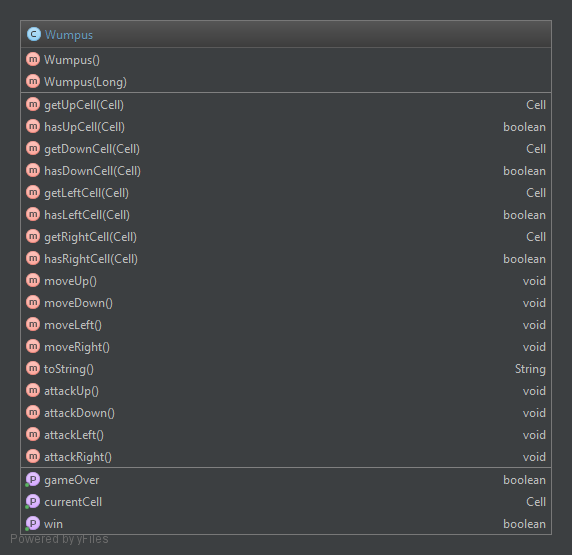 C Wumpus
m Wumpus()
m Wumpus(Long)
m getUpCell(Cell) Cell
m hasUpCell(Cell) boolean
m getDownCell(Cell) Cell
m hasDownCell(Cell) boolean
m getLeftCell(Cell) Cell
m hasLeftCell(Cell) boolean
m getRightCell(Cell) Cell
m hasRightCell(Cell) boolean
m moveUp() void
m moveDown() void
m moveLeft() void
m moveRight() void
m toString() String
m attackUp() void
m attackDown() void
m attackLeft() void
m attackRight() void
P gameOver boolean
P currentCell Cell
P win boolean
Powered by yFiles